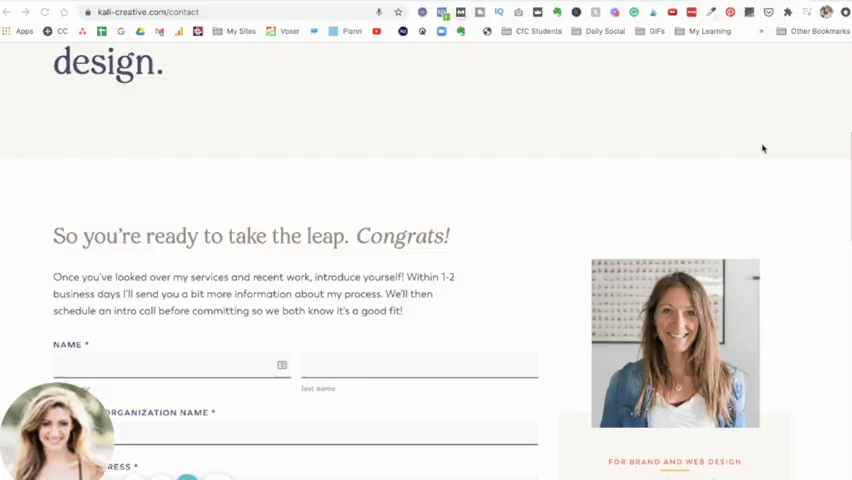 kali-creative.com/contact
Apps CC My Sites Voxer Plann CfC Students Daily Social GIFs My Learning » Other Bookmarks
design.
So you're ready to take the leap. Congrats!
Once you've looked over my services and recent work, introduce yourself! Within 1-2
business days I'll send you a bit more information about my process. We'll then
schedule an intro call before committing so we both know it's a good fit!
NAME *
last name
ORGANIZATION NAME *
FOR BRAND AND WEB DESIGN